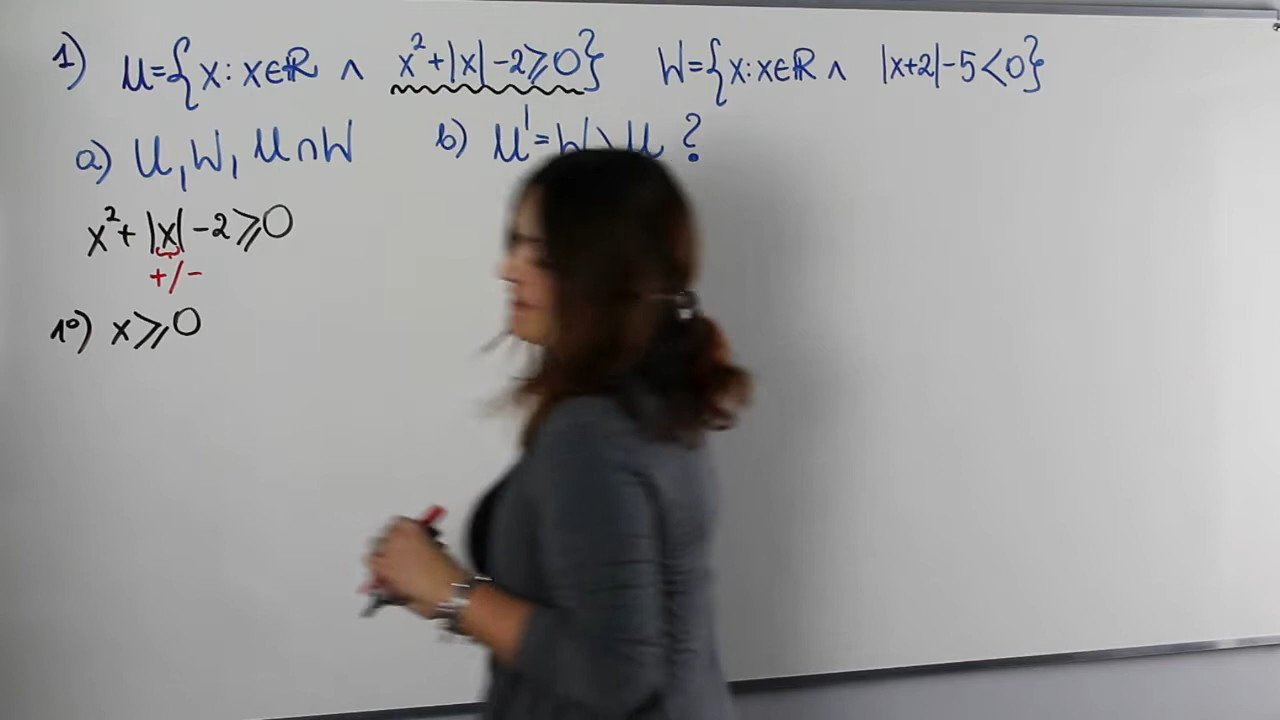 1) U={x: x∈ℝ ∧ x²+|x|-2⩾0} W={x: x∈ℝ ∧ |x+2|-5<0}
a) U, W, U∩W b) U'=W\U ?
x²+|x|-2⩾0
+/-
1°) x⩾0